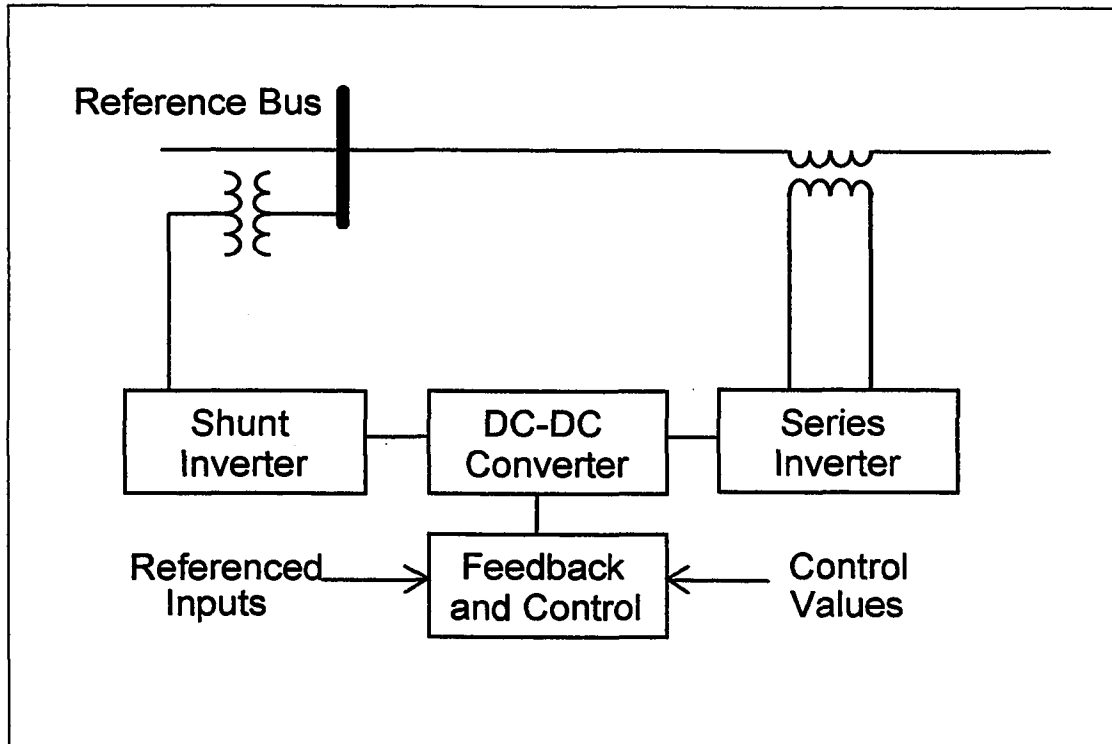 Reference Bus
Shunt
Inverter
DC-DC
Converter
Series
Inverter
Referenced
Inputs
Feedback
and Control
Control
Values